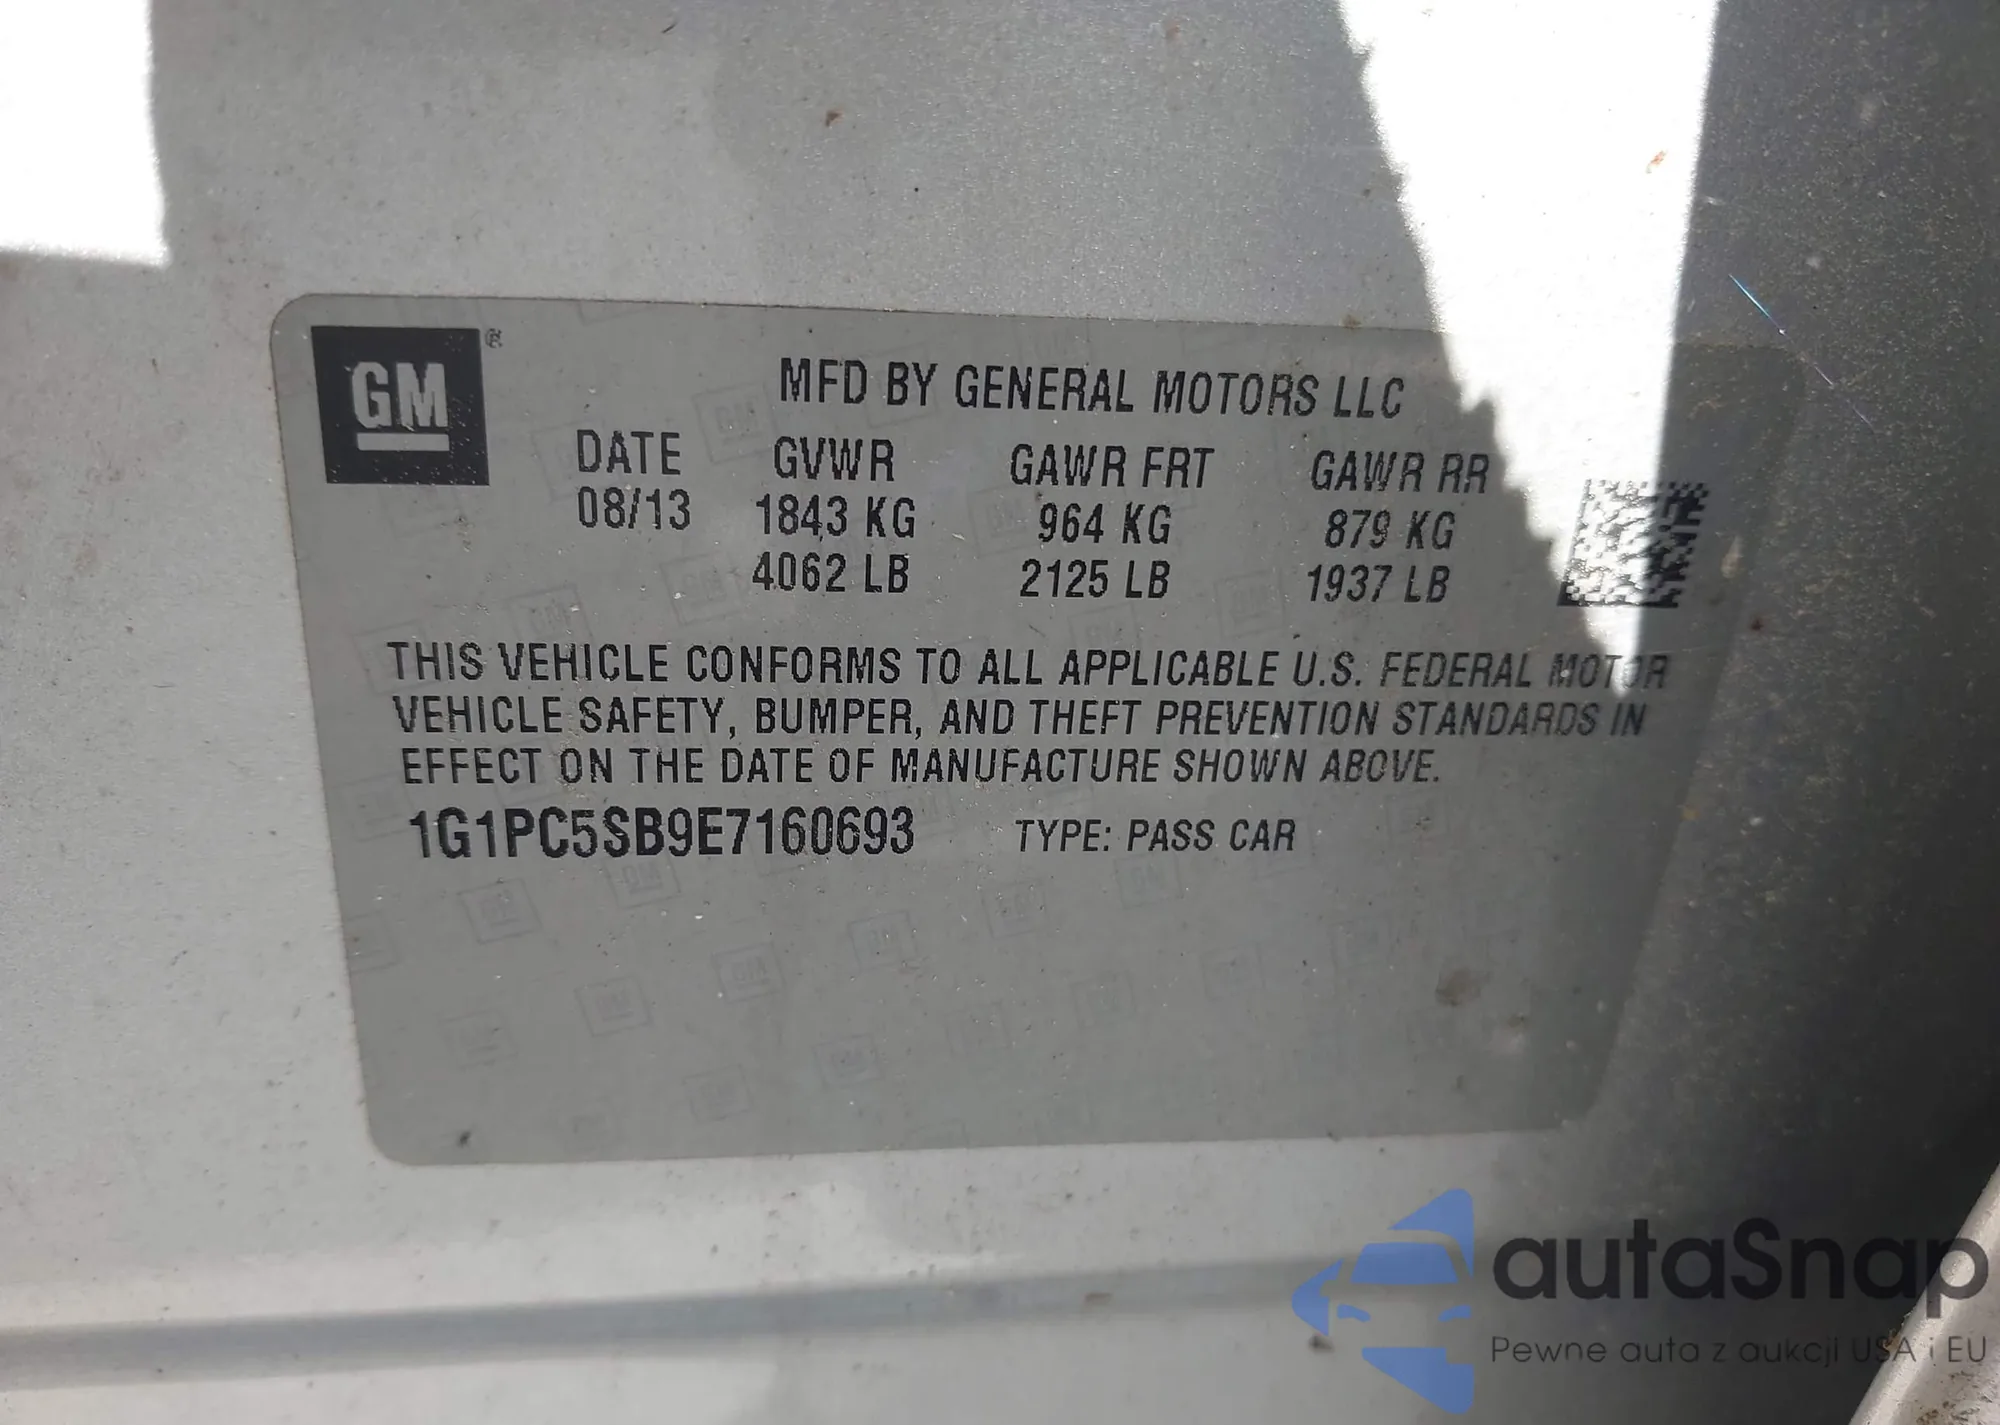 GM ®
MFD BY GENERAL MOTORS LLC
DATE GVWR GAWR FRT GAWR RR
08/13 1843 KG 964 KG 879 KG
4062 LB 2125 LB 1937 LB
THIS VEHICLE CONFORMS TO ALL APPLICABLE U.S. FEDERAL MOTOR
VEHICLE SAFETY, BUMPER, AND THEFT PREVENTION STANDARDS IN
EFFECT ON THE DATE OF MANUFACTURE SHOWN ABOVE.
1G1PC5SB9E7160693 TYPE: PASS CAR
autaSnap
Pewne auta z aukcji USA i EU